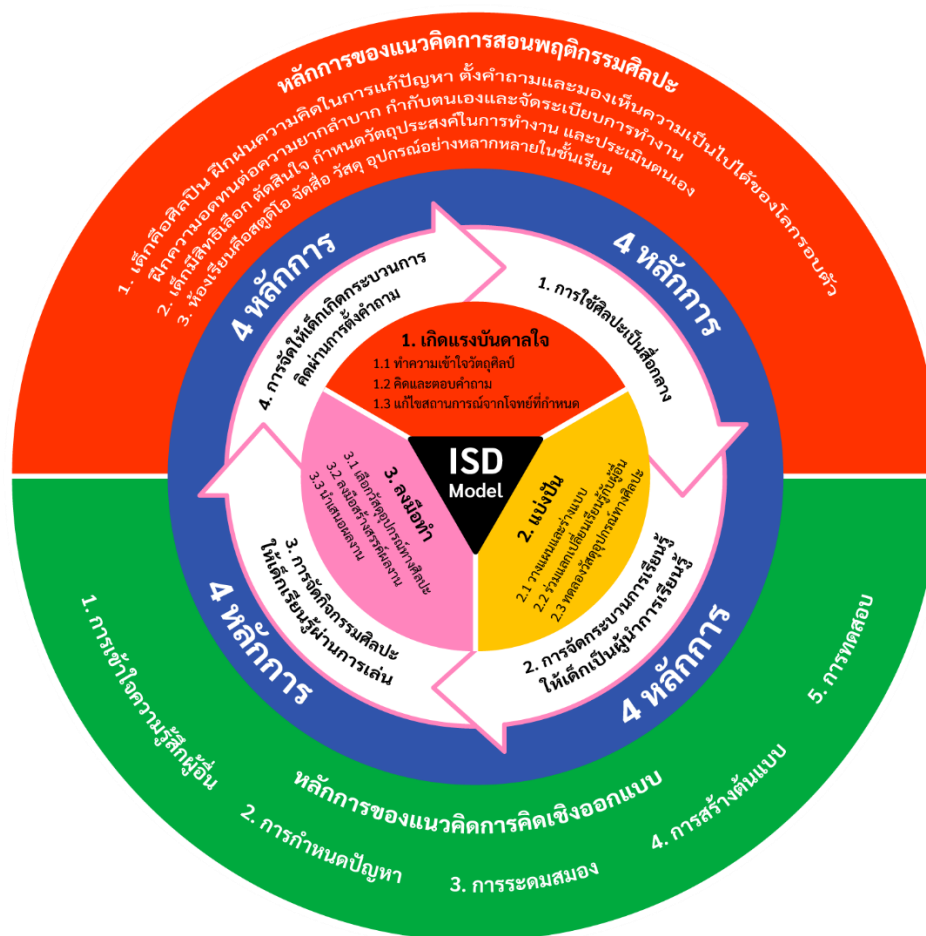 หลักการของแนวคิดการสอนพฤติกรรมศิลปะ
1. เด็กคือศิลปิน ฝึกฝนความคิดในการแก้ปัญหา ตั้งคำถามและมองเห็นความเป็นไปได้ของโลกรอบตัว
ฝึกความอดทนต่อความยากลำบาก กำกับตนเองและจัดระเบียบการทำงาน
2. เด็กมีสิทธิเลือก ตัดสินใจ กำหนดวัตถุประสงค์ในการทำงาน และประเมินตนเอง
3. ห้องเรียนคือสตูดิโอ จัดสื่อ วัสดุ อุปกรณ์อย่างหลากหลายในชั้นเรียน
4 หลักการ
4 หลักการ
4 หลักการ
4 หลักการ
1. การใช้ศิลปะเป็นสื่อกลาง
2. การจัดกระบวนการเรียนรู้
ให้เด็กเป็นผู้นำการเรียนรู้
3. การจัดกิจกรรมศิลปะ
ให้เด็กเรียนรู้ผ่านการเล่น
4. การจัดให้เด็กเกิดกระบวนการ
คิดผ่านการตั้งคำถาม
1. เกิดแรงบันดาลใจ
1.1 ทำความเข้าใจวัตถุศิลป์
1.2 คิดและตอบคำถาม
1.3 แก้ไขสถานการณ์จากโจทย์ที่กำหนด
ISD
Model
2. แบ่งปัน
2.1 วางแผนและร่างแบบ
2.2 ร่วมแลกเปลี่ยนเรียนรู้กับผู้อื่น
2.3 ทดลองวัสดุอุปกรณ์ทางศิลปะ
3. ลงมือทำ
3.1 เลือกวัสดุอุปกรณ์ทางศิลปะ
3.2 ลงมือสร้างสรรค์ผลงาน
3.3 นำเสนอผลงาน
หลักการของแนวคิดการคิดเชิงออกแบบ
1. การเข้าใจความรู้สึกผู้อื่น
2. การกำหนดปัญหา
3. การระดมสมอง
4. การสร้างต้นแบบ
5. การทดสอบ